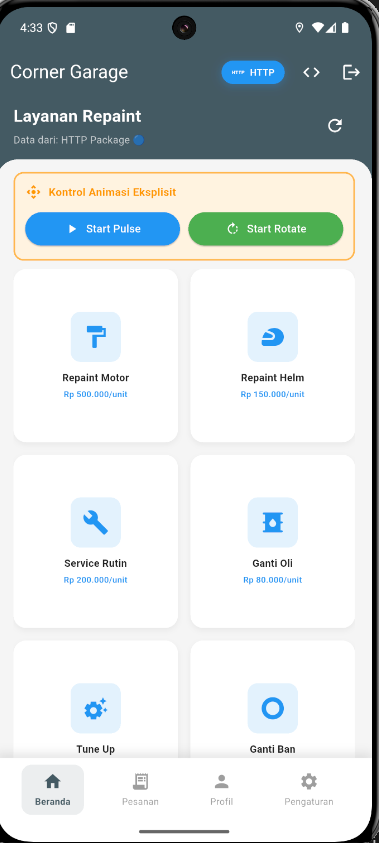 4:33
Corner Garage
HTTP HTTP
Layanan Repaint
Data dari: HTTP Package
Kontrol Animasi Eksplisit
Start Pulse
Start Rotate
Repaint Motor
Rp 500.000/unit
Repaint Helm
Rp 150.000/unit
Service Rutin
Rp 200.000/unit
Ganti Oli
Rp 80.000/unit
Tune Up
Ganti Ban
Beranda
Pesanan
Profil
Pengaturan